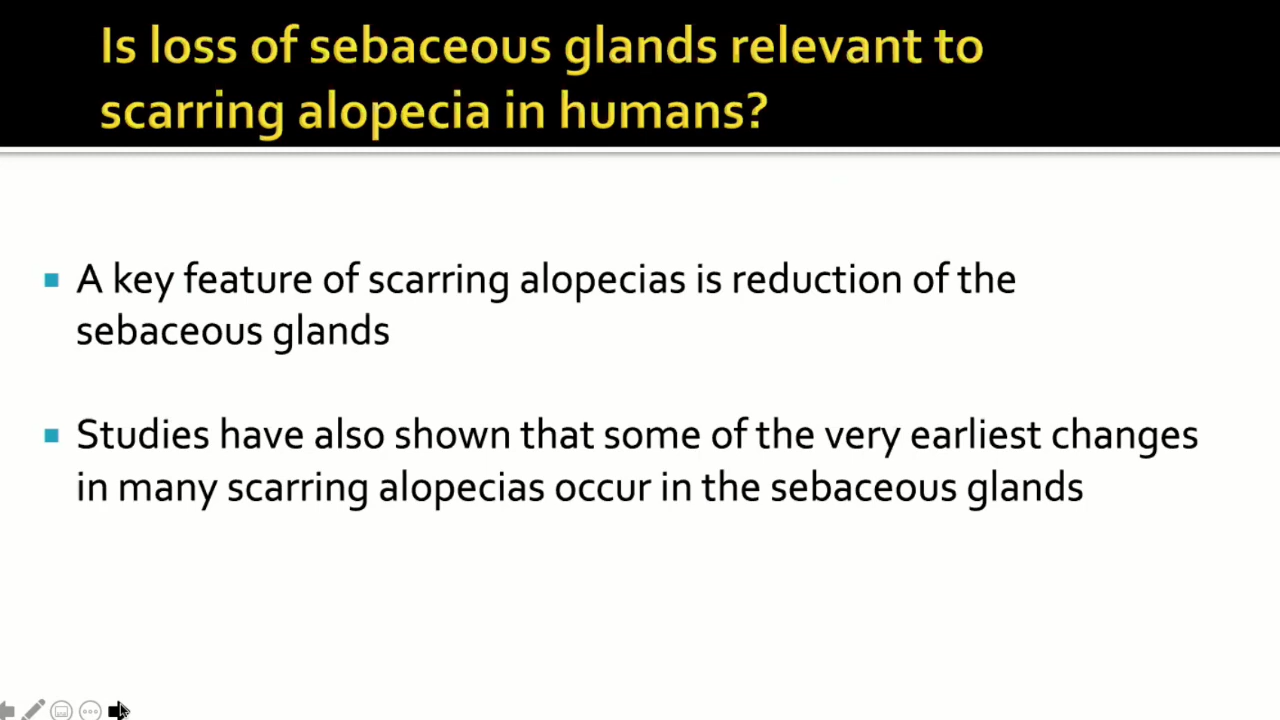 Is loss of sebaceous glands relevant to
scarring alopecia in humans?
A key feature of scarring alopecias is reduction of the
sebaceous glands
Studies have also shown that some of the very earliest changes
in many scarring alopecias occur in the sebaceous glands